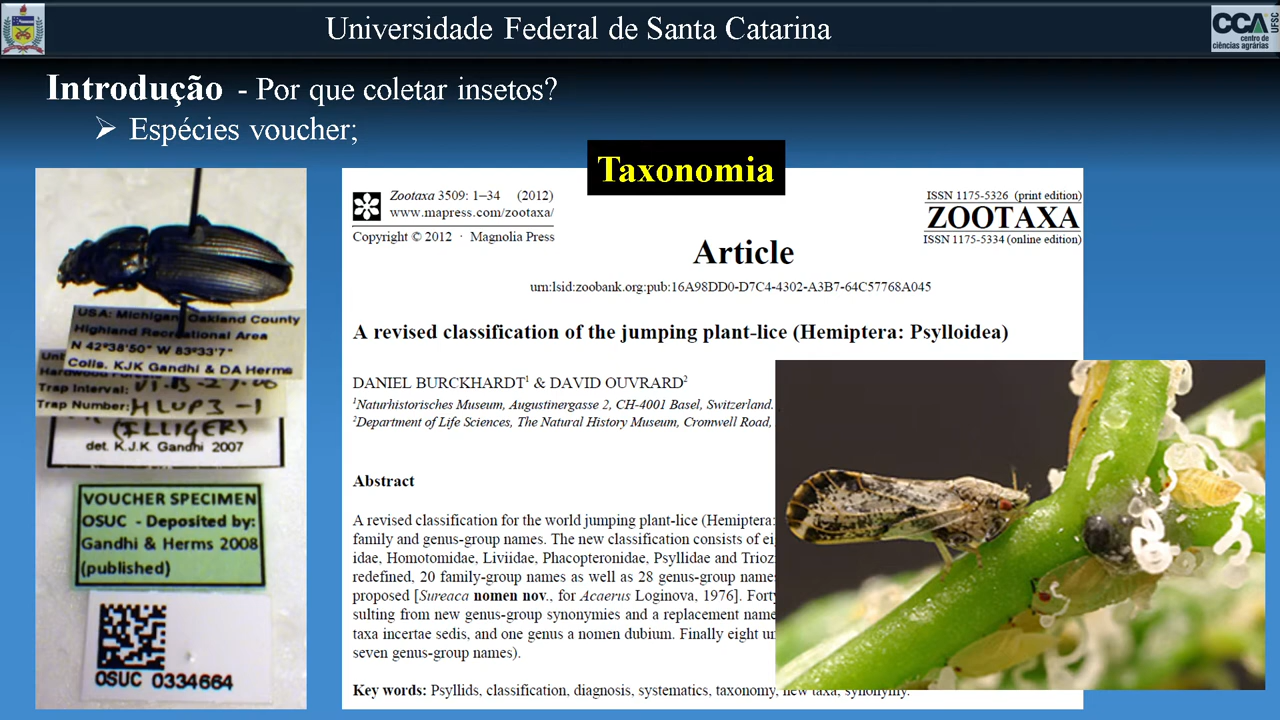 Universidade Federal de Santa Catarina
CCA
UFSC
centro de
ciências agrárias
Introdução - Por que coletar insetos?
Espécies voucher;
Taxonomia
USA: Michigan, Oakland County
Highland Recreational Area
N 42°38'50" W 83°33'7"
Colls. KJK Gandhi & DA Herms
Trap Interval:
Trap Number: HLUP3-1
(ILLIGER)
det. K.J.K. Gandhi 2007
VOUCHER SPECIMEN
OSUC - Deposited by:
Gandhi & Herms 2008
(published)
OSUC 0334664
Zootaxa 3509: 1–34 (2012)
www.mapress.com/zootaxa/
Copyright © 2012 · Magnolia Press
ISSN 1175-5326 (print edition)
ZOOTAXA
ISSN 1175-5334 (online edition)
Article
urn:lsid:zoobank.org:pub:16A98DD0-D7C4-4302-A3B7-64C57768A045
A revised classification of the jumping plant-lice (Hemiptera: Psylloidea)
DANIEL BURCKHARDT1 & DAVID OUVRARD2
1Naturhistorisches Museum, Augustinergasse 2, CH-4001 Basel, Switzerland.
2Department of Life Sciences, The Natural History Museum, Cromwell Road,
Abstract
A revised classification for the world jumping plant-lice (Hemiptera:
family and genus-group names. The new classification consists of ei
idae, Homotomidae, Liviidae, Phacopteronidae, Psyllidae and Trioz
redefined, 20 family-group names as well as 28 genus-group name
proposed [Sureaca nomen nov., for Acaerus Loginova, 1976]. Forty
sulting from new genus-group synonymies and a replacement name
taxa incertae sedis, and one genus a nomen dubium. Finally eight un
seven genus-group names).
Key words: Psyllids, classification, diagnosis, systematics, taxonomy, new taxa, synonymy.